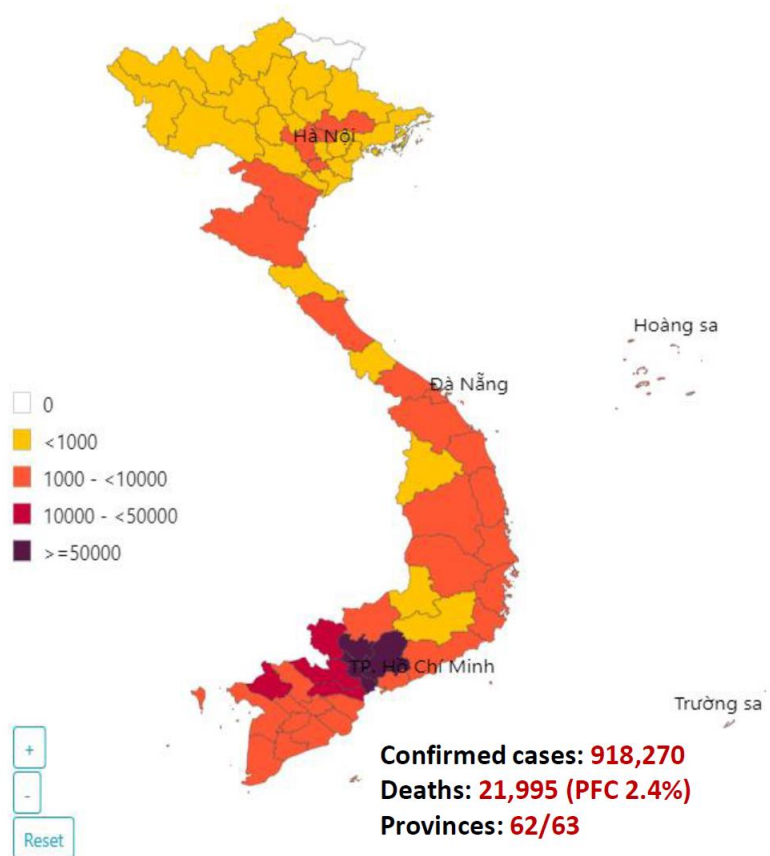 Hà Nội
Hoàng sa
Đà Nẵng
0
<1000
1000 - <10000
10000 - <50000
>=50000
TP. Hồ Chí Minh
Trường sa
+
-
Reset
Confirmed cases: 918,270
Deaths: 21,995 (PFC 2.4%)
Provinces: 62/63